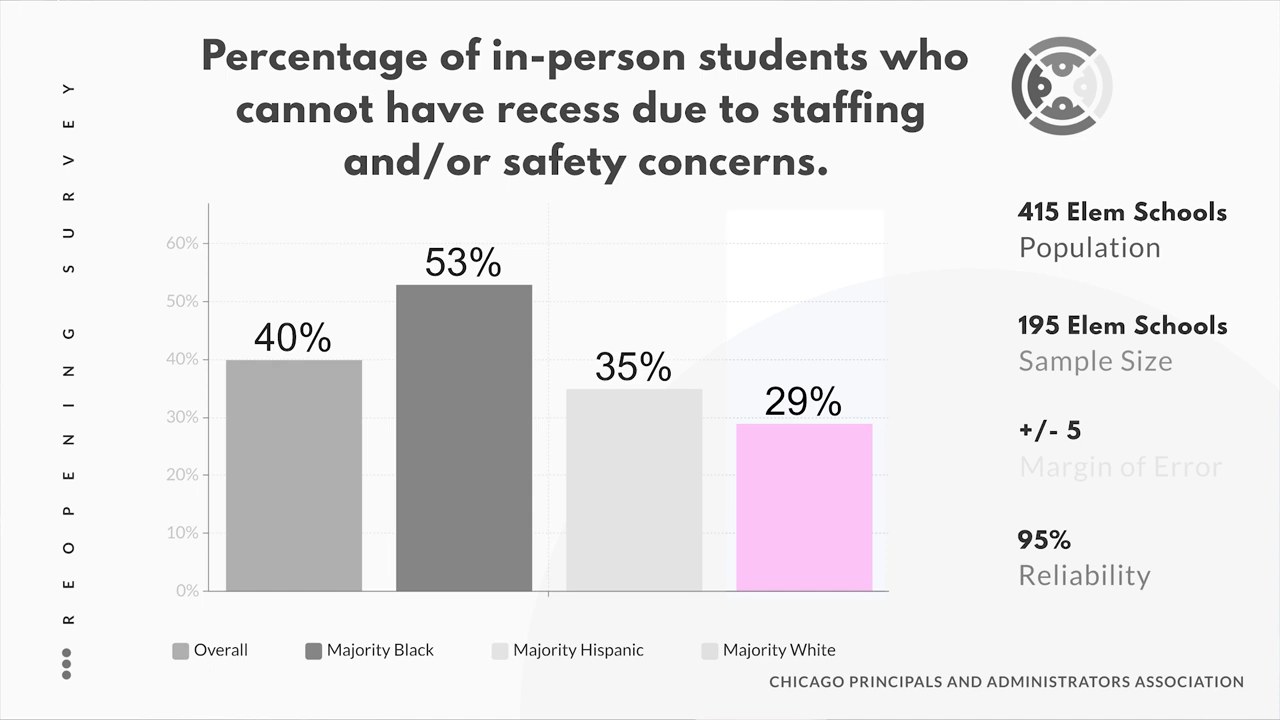 Percentage of in-person students who
cannot have recess due to staffing
and/or safety concerns.
REOPENING SURVEY
60%
50%
40%
30%
20%
10%
0%
40%
53%
35%
29%
Overall
Majority Black
Majority Hispanic
Majority White
415 Elem Schools
Population
195 Elem Schools
Sample Size
+/- 5
Margin of Error
95%
Reliability
CHICAGO PRINCIPALS AND ADMINISTRATORS ASSOCIATION